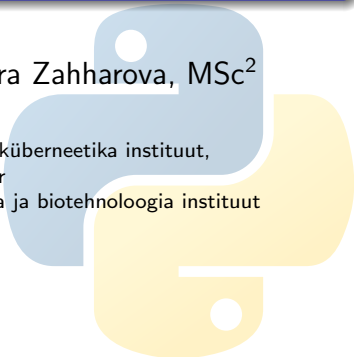 ra Zahharova, MSc²
küberneetika instituut,
r
a ja biotehnoloogia instituut